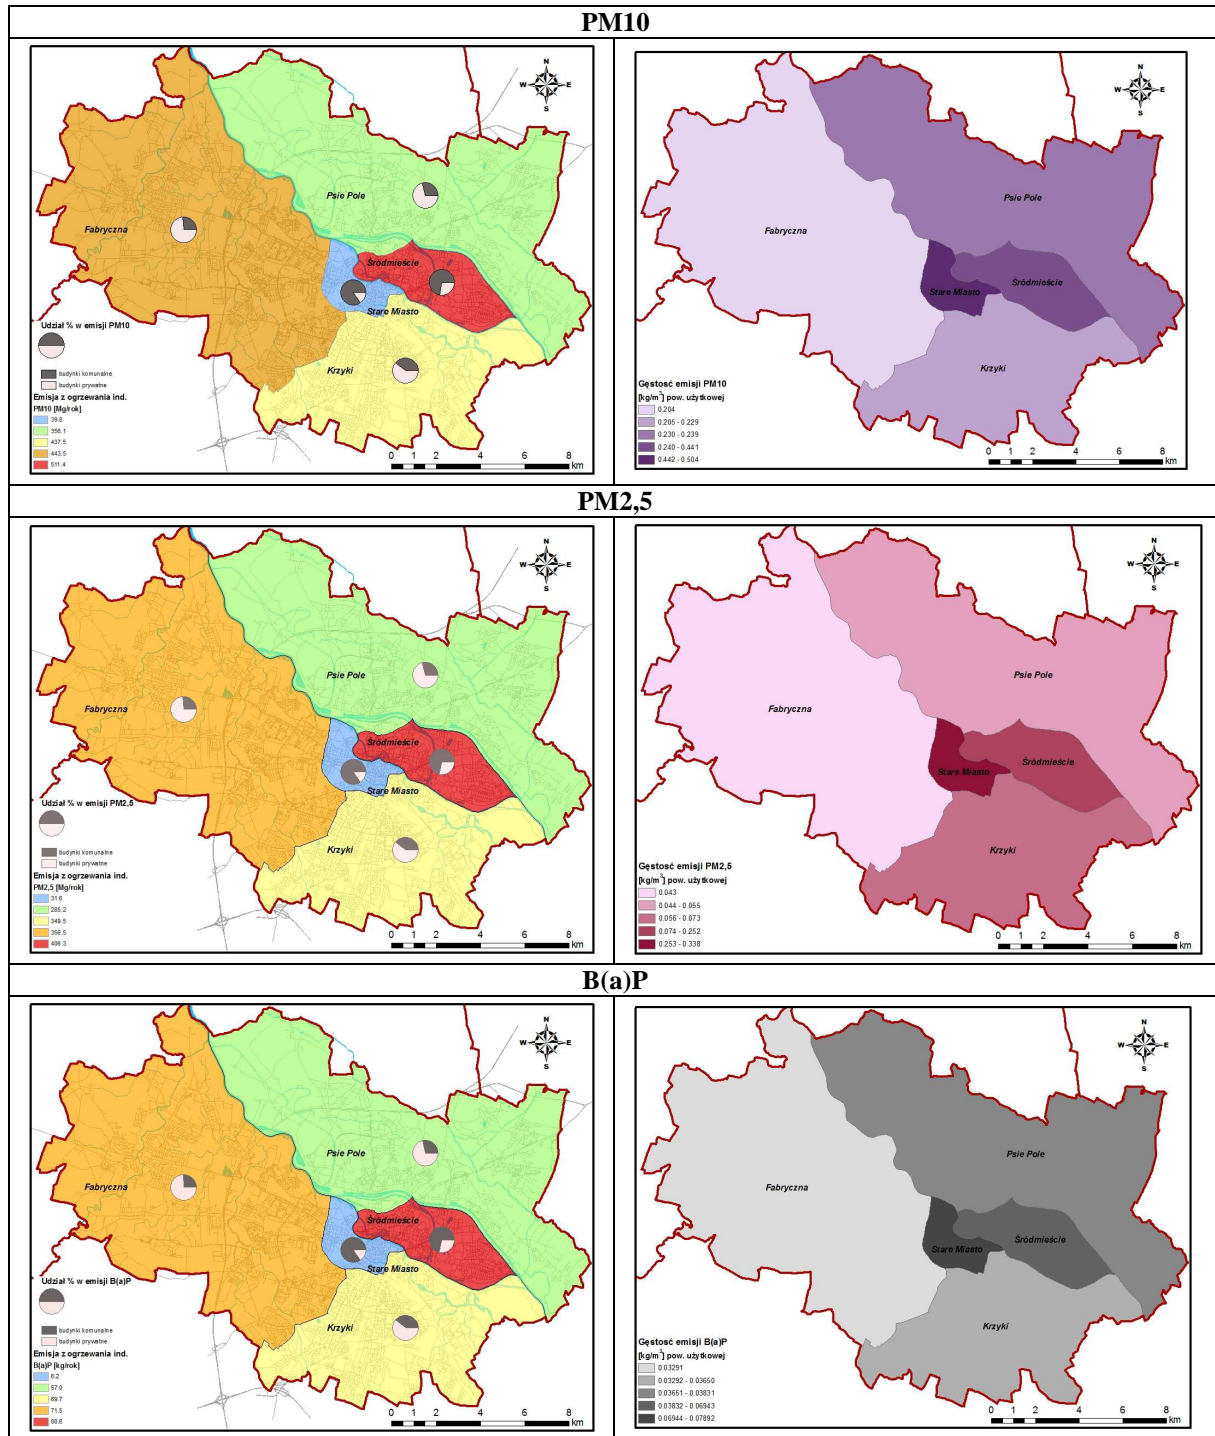 PM10
N
W E
S
Psie Pole
Fabryczna
Śródmieście
Stare Miasto
Krzyki
Udział % w emisji PM10
budynki komunalne
budynki prywatne
Emisja z ogrzewania ind.
PM10 [Mg/rok]
39.8
356.1
437.5
443.5
511.4
0 1 2 4 6 8
km
N
W E
S
Psie Pole
Fabryczna
Śródmieście
Stare Miasto
Krzyki
Gęstość emisji PM10
[kg/m³] pow. użytkowej
0.204
0.205 - 0.229
0.230 - 0.239
0.240 - 0.441
0.442 - 0.504
0 1 2 4 6 8
km
PM2,5
N
W E
S
Psie Pole
Fabryczna
Śródmieście
Stare Miasto
Krzyki
Udział % w emisji PM2,5
budynki komunalne
budynki prywatne
Emisja z ogrzewania ind.
PM2,5 [Mg/rok]
31.8
285.2
349.5
356.5
406.3
0 1 2 4 6 8
km
N
W E
S
Psie Pole
Fabryczna
Śródmieście
Stare Miasto
Krzyki
Gęstość emisji PM2,5
[kg/m³] pow. użytkowej
0.043
0.044 - 0.055
0.056 - 0.073
0.074 - 0.252
0.253 - 0.338
0 1 2 4 6 8
km
B(a)P
N
W E
S
Psie Pole
Fabryczna
Śródmieście
Stare Miasto
Krzyki
Udział % w emisji B(a)P
budynki komunalne
budynki prywatne
Emisja z ogrzewania ind.
B(a)P [kg/rok]
6.2
57.0
69.7
71.5
80.6
0 1 2 4 6 8
km
N
W E
S
Psie Pole
Fabryczna
Śródmieście
Stare Miasto
Krzyki
Gęstość emisji B(a)P
[kg/m³] pow. użytkowej
0.03291
0.03292 - 0.03650
0.03651 - 0.03831
0.03832 - 0.06943
0.06944 - 0.07892
0 1 2 4 6 8
km